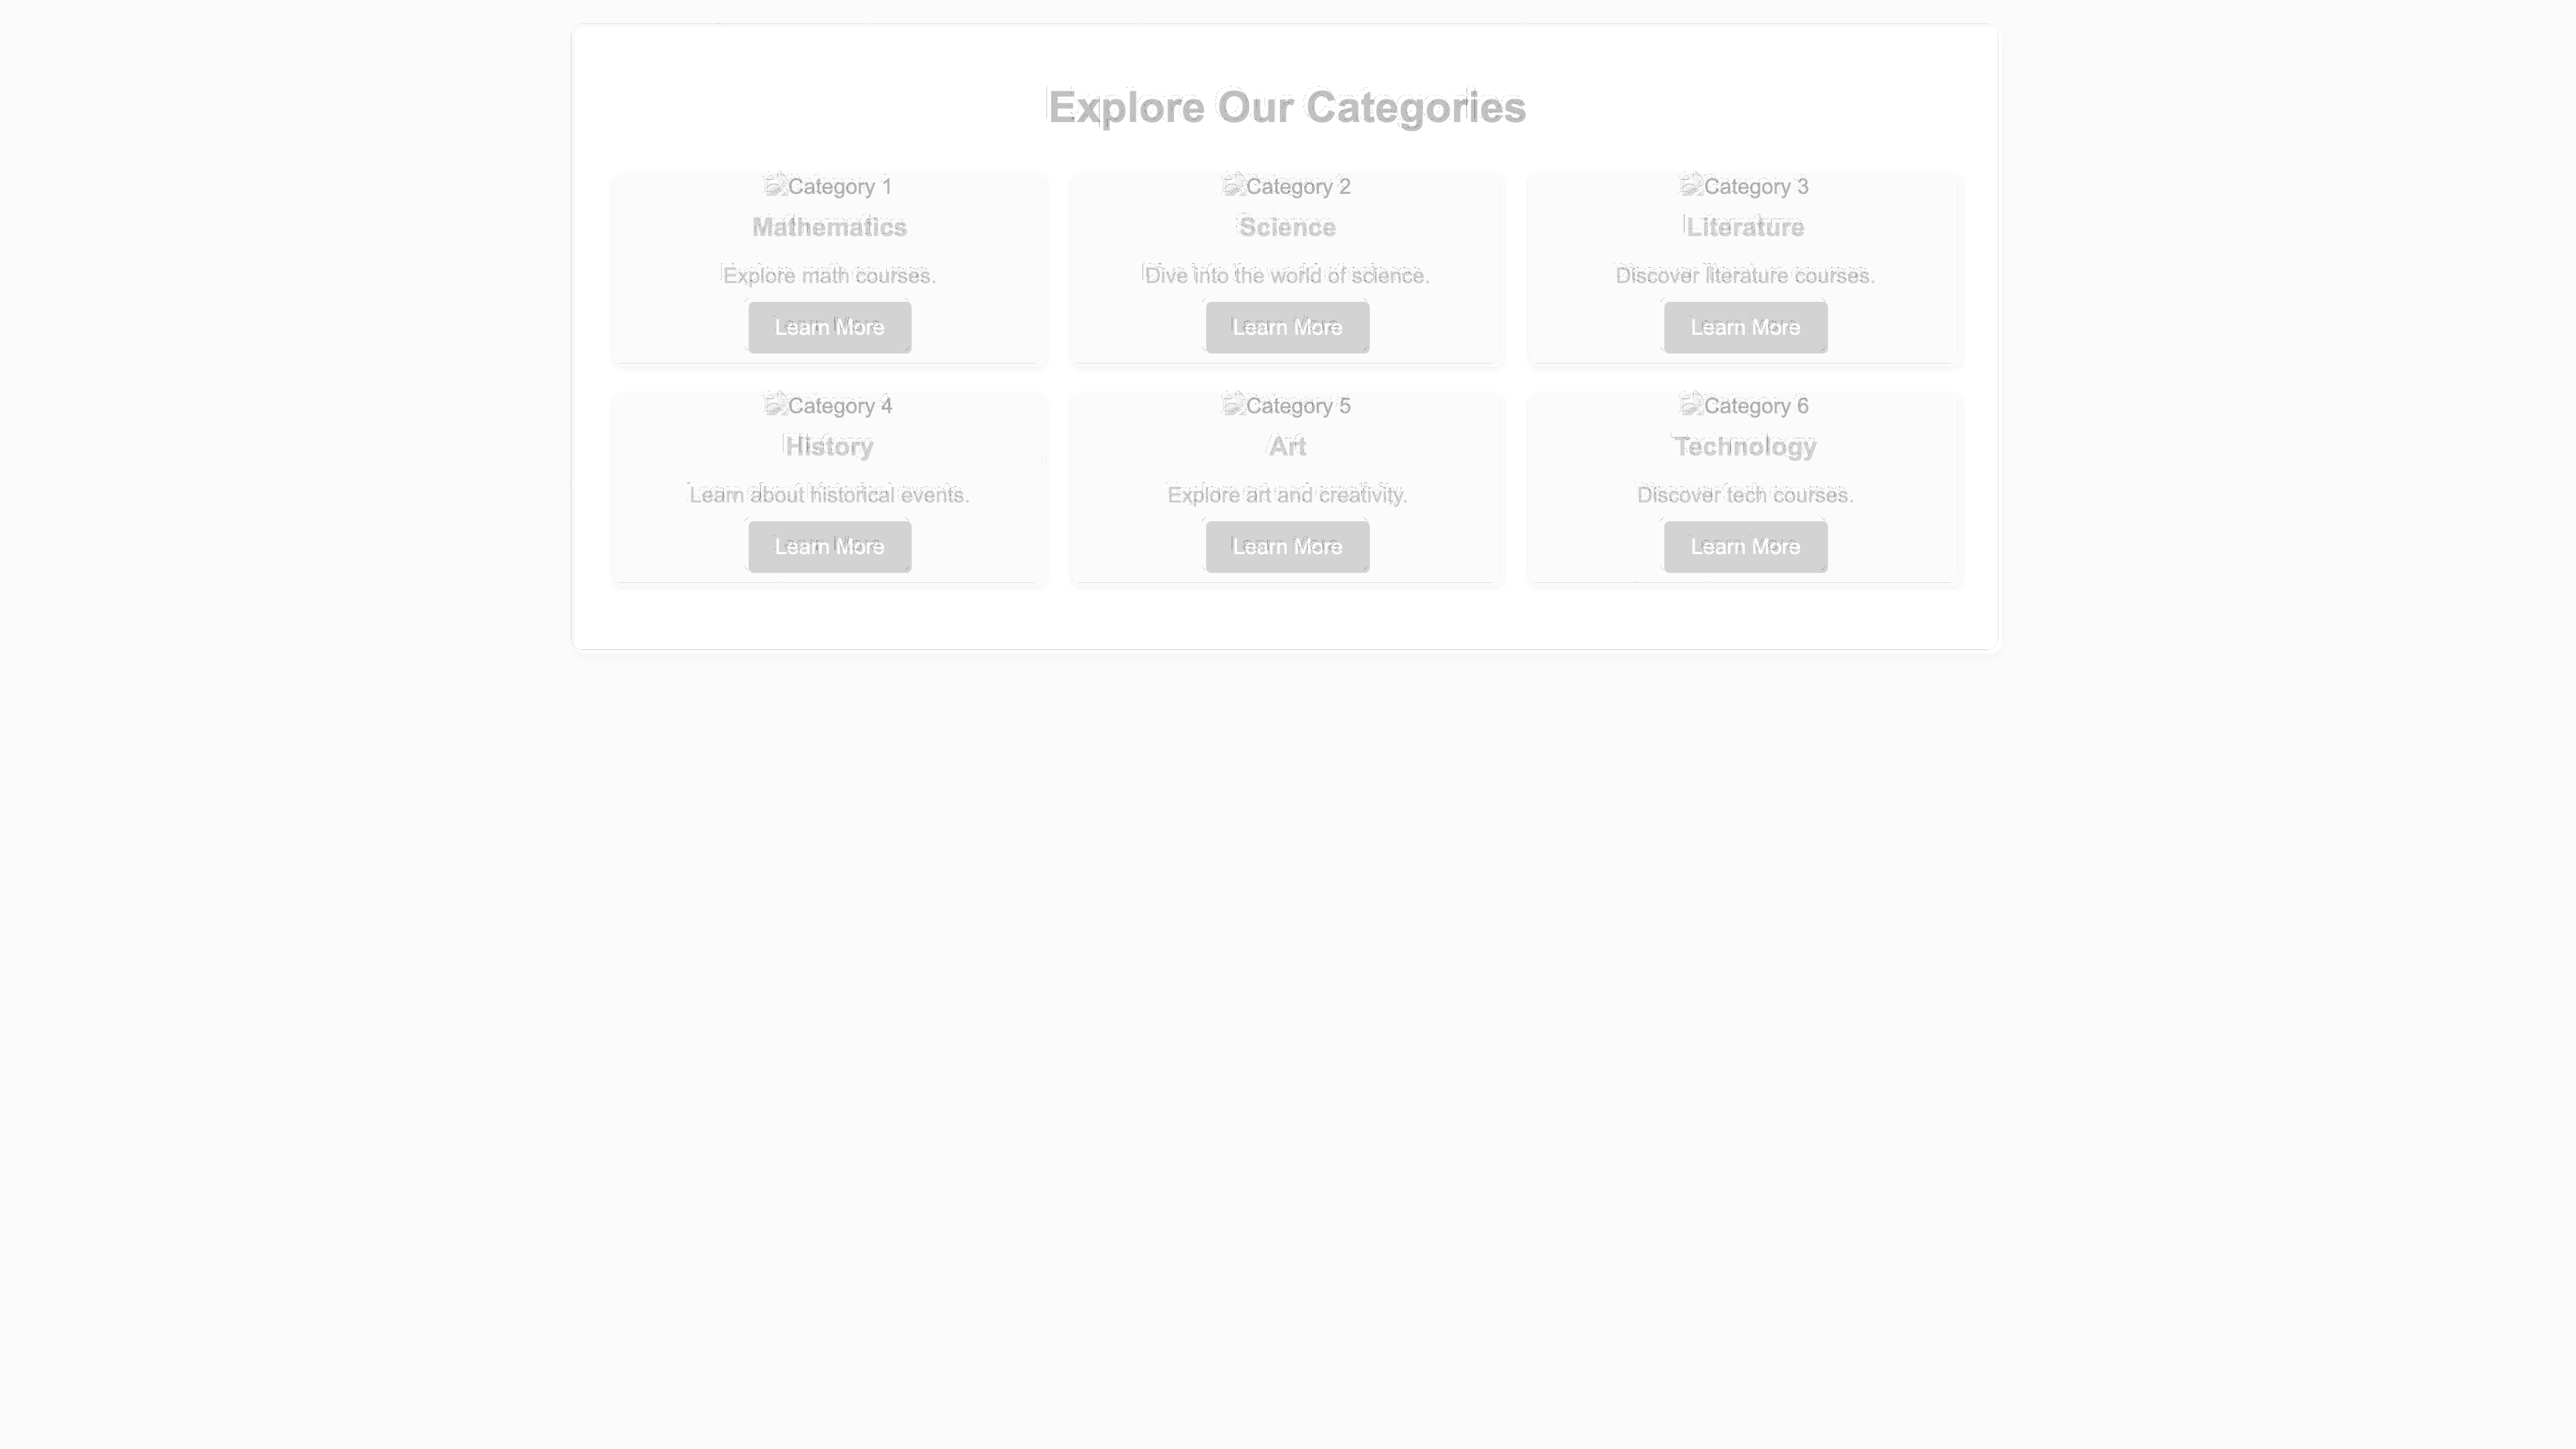 Explore Our Categories
Category 1
Mathematics
Explore math courses.
Learn More
Category 2
Science
Dive into the world of science.
Learn More
Category 3
Literature
Discover literature courses.
Learn More
Category 4
History
Learn about historical events.
Learn More
Category 5
Art
Explore art and creativity.
Learn More
Category 6
Technology
Discover tech courses.
Learn More